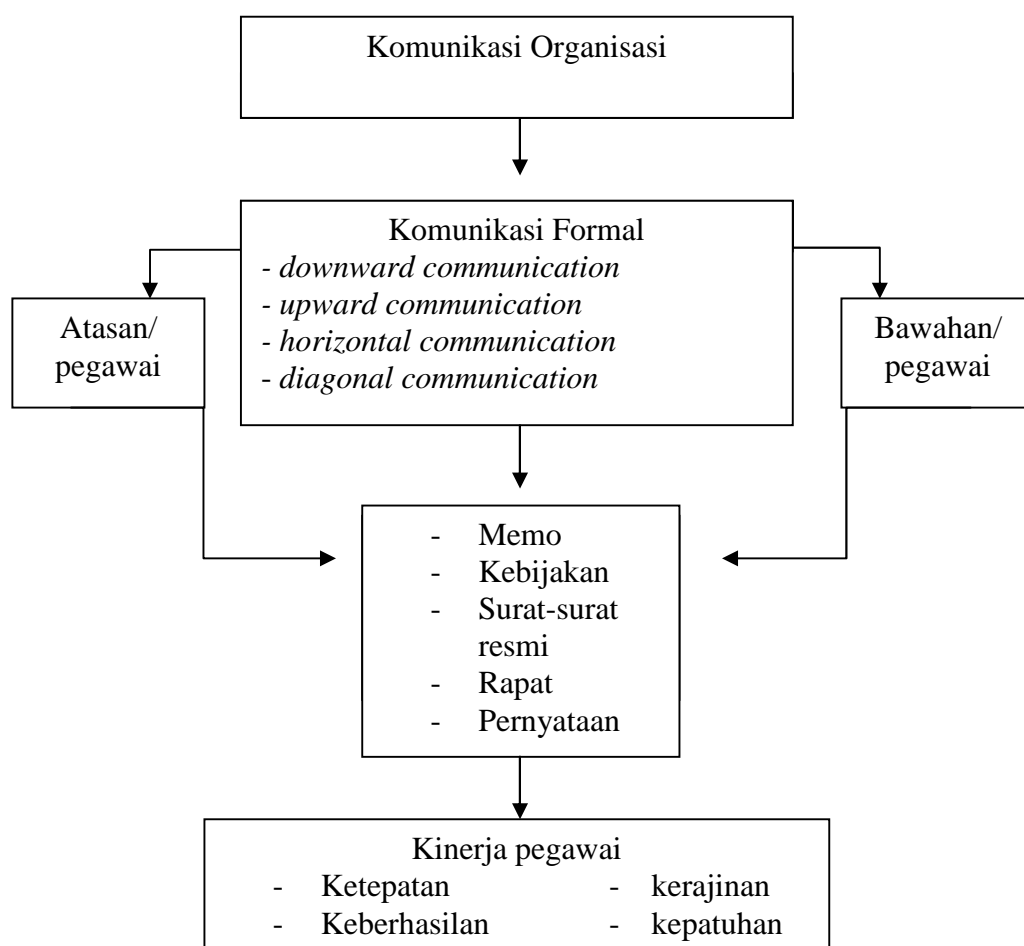 Komunikasi Organisasi
Komunikasi Formal
- downward communication
- upward communication
- horizontal communication
- diagonal communication
Atasan/
pegawai
Bawahan/
pegawai
- Memo
- Kebijakan
- Surat-surat
resmi
- Rapat
- Pernyataan
Kinerja pegawai
- Ketepatan - kerajinan
- Keberhasilan - kepatuhan